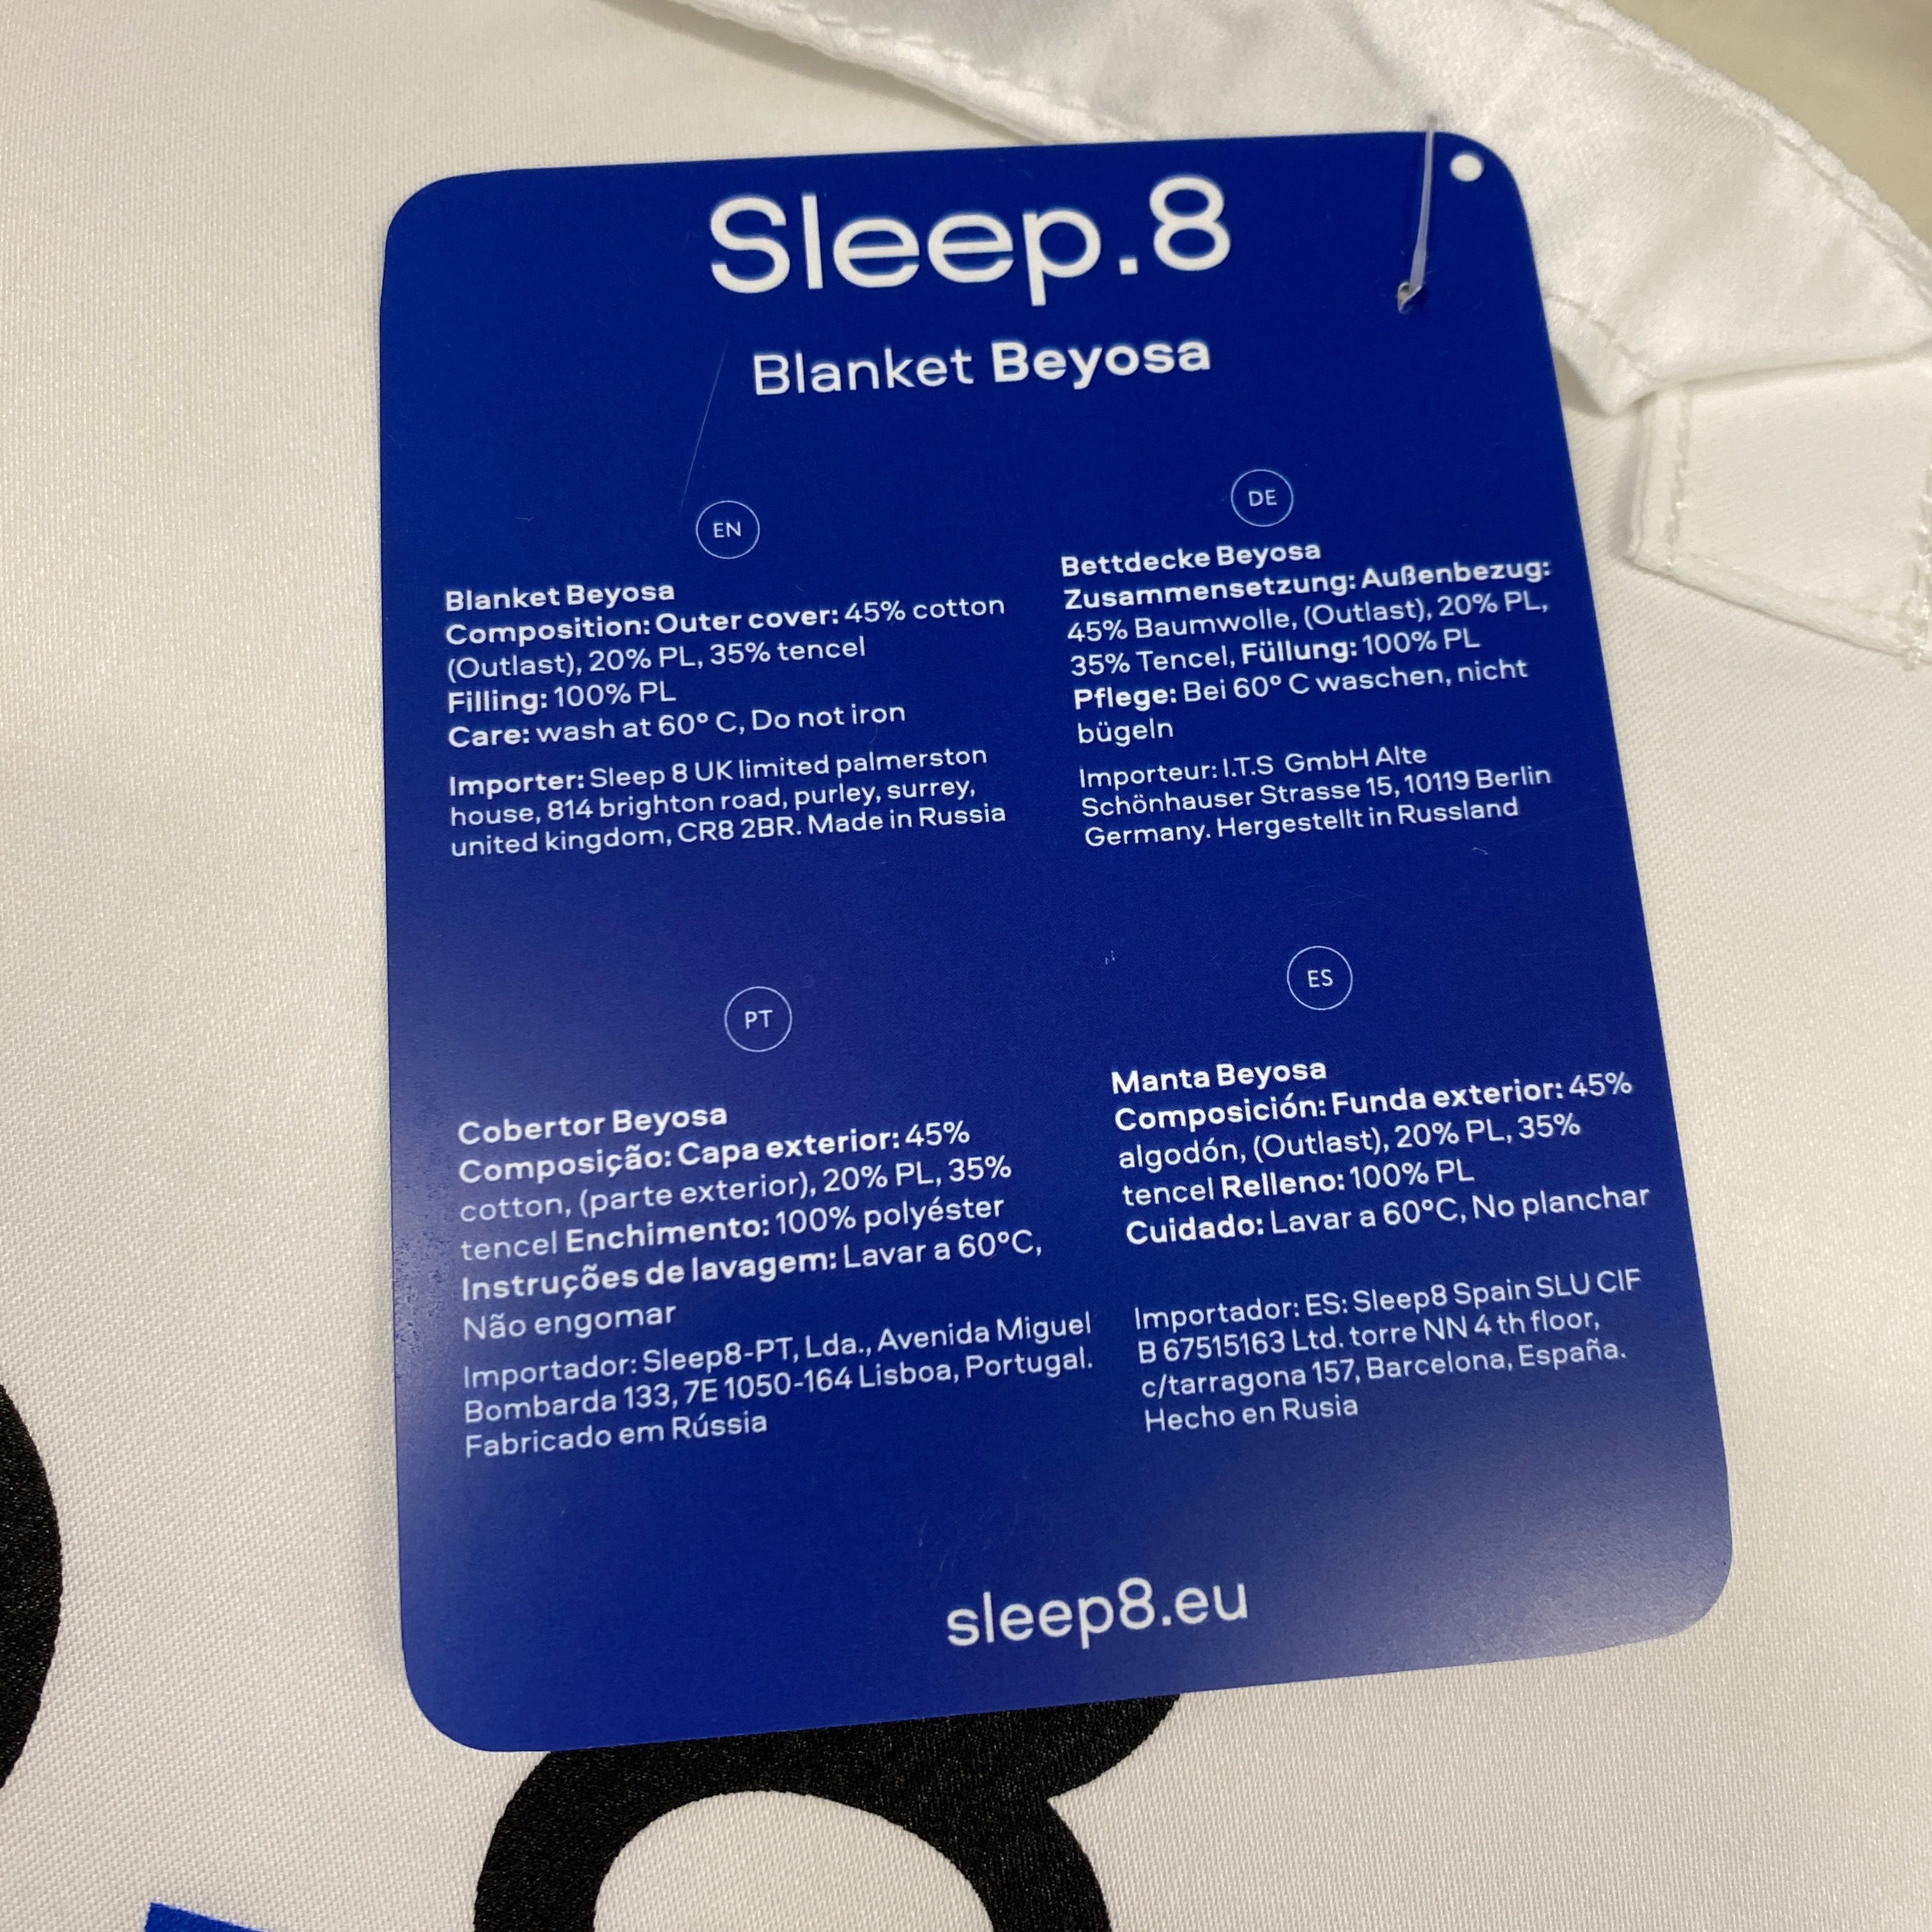 Sleep.8
Blanket Beyosa
EN
Blanket Beyosa
Composition: Outer cover: 45% cotton
(Outlast), 20% PL, 35% tencel
Filling: 100% PL
Care: wash at 60° C, Do not iron
Importer: Sleep 8 UK limited palmerston
house, 814 brighton road, purley, surrey,
united kingdom, CR8 2BR. Made in Russia
DE
Bettdecke Beyosa
Zusammensetzung: Außenbezug:
45% Baumwolle, (Outlast), 20% PL,
35% Tencel, Füllung: 100% PL
Pflege: Bei 60° C waschen, nicht
bügeln
Importeur: I.T.S GmbH Alte
Schönhauser Strasse 15, 10119 Berlin
Germany. Hergestellt in Russland
PT
Cobertor Beyosa
Composição: Capa exterior: 45%
cotton, (parte exterior), 20% PL, 35%
tencel Enchimento: 100% polyéster
Instruções de lavagem: Lavar a 60°C,
Não engomar
Importador: Sleep8-PT, Lda., Avenida Miguel
Bombarda 133, 7E 1050-164 Lisboa, Portugal.
Fabricado em Rússia
ES
Manta Beyosa
Composición: Funda exterior: 45%
algodón, (Outlast), 20% PL, 35%
tencel Relleno: 100% PL
Cuidado: Lavar a 60°C, No planchar
Importador: ES: Sleep8 Spain SLU CIF
B 67515163 Ltd. torre NN 4 th floor,
c/tarragona 157, Barcelona, España.
Hecho en Rusia
sleep8.eu